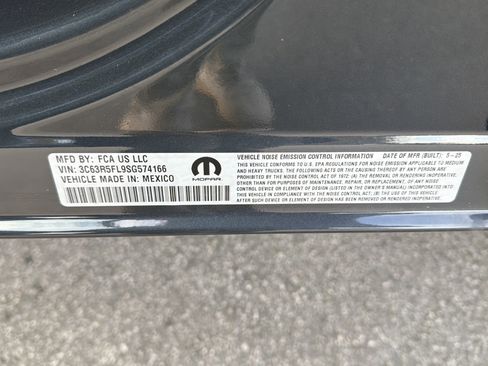 MFD BY: FCA US LLC
VIN: 3C63R5FL9SG574166
VEHICLE MADE IN: MEXICO
MOPAR
VEHICLE NOISE EMISSION CONTROL INFORMATION DATE OF MFR (BUILT): 5-25
THIS VEHICLE CONFORMS TO U.S. EPA REGULATIONS FOR NOISE EMISSION APPLICABLE TO MEDIUM
AND HEAVY TRUCKS. THE FOLLOWING ACTS OR THE CAUSING THEREOF BY ANY PERSON ARE
PROHIBITED BY THE NOISE CONTROL ACT OF 1972: (A) THE REMOVAL OR RENDERING INOPERATIVE,
OTHER THAN FOR PURPOSES OF MAINTENANCE, REPAIR, OR REPLACEMENT, OF ANY NOISE
CONTROL DEVICE OR ELEMENT OF DESIGN (LISTED IN THE OWNER'S MANUAL) INCORPORATED INTO
THIS VEHICLE IN COMPLIANCE WITH THE NOISE CONTROL ACT: (B) THE USE OF THIS VEHICLE
AFTER SUCH DEVICE OR ELEMENT OF DESIGN HAS BEEN REMOVED OR RENDERED INOPERATIVE.